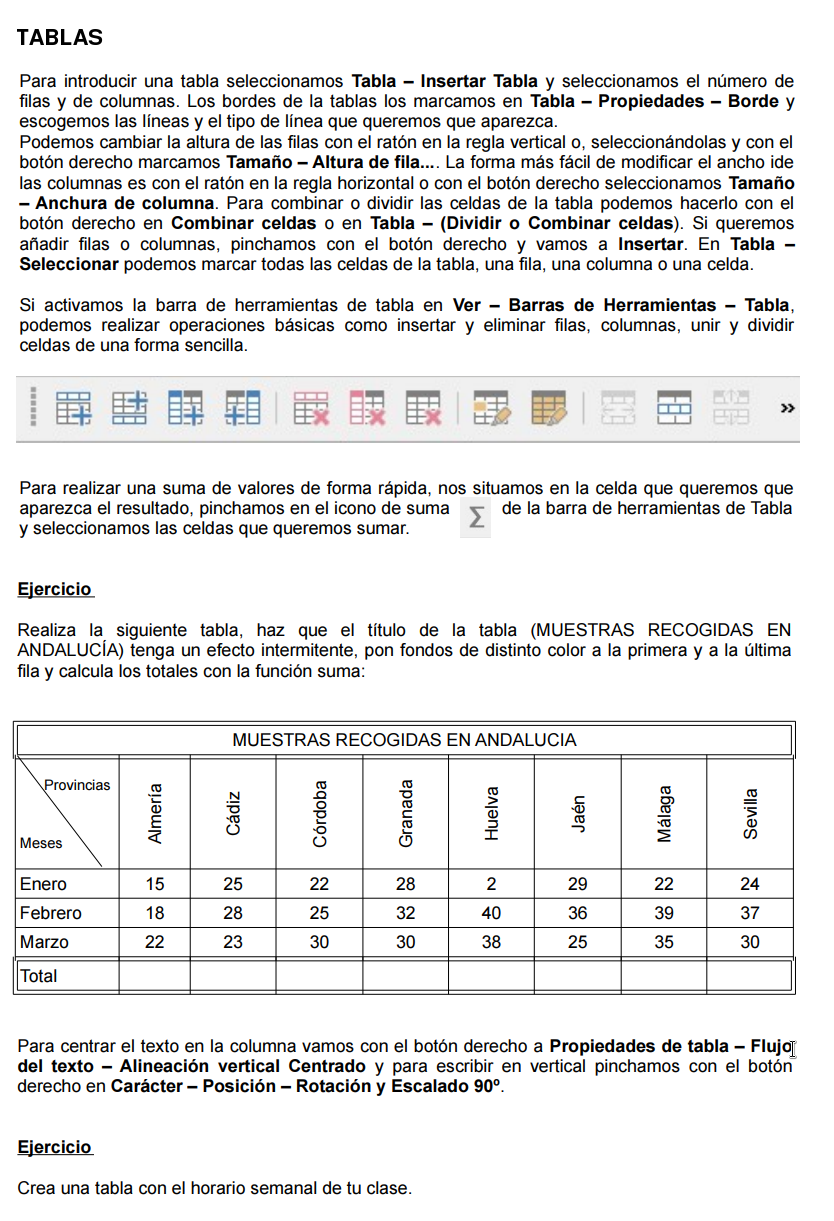 TABLAS
Para introducir una tabla seleccionamos Tabla – Insertar Tabla y seleccionamos el número de
filas y de columnas. Los bordes de la tablas los marcamos en Tabla – Propiedades – Borde y
escogemos las líneas y el tipo de línea que queremos que aparezca.
Podemos cambiar la altura de las filas con el ratón en la regla vertical o, seleccionándolas y con el
botón derecho marcamos Tamaño – Altura de fila.... La forma más fácil de modificar el ancho ide
las columnas es con el ratón en la regla horizontal o con el botón derecho seleccionamos Tamaño
– Anchura de columna. Para combinar o dividir las celdas de la tabla podemos hacerlo con el
botón derecho en Combinar celdas o en Tabla – (Dividir o Combinar celdas). Si queremos
añadir filas o columnas, pinchamos con el botón derecho y vamos a Insertar. En Tabla –
Seleccionar podemos marcar todas las celdas de la tabla, una fila, una columna o una celda.
Si activamos la barra de herramientas de tabla en Ver – Barras de Herramientas – Tabla,
podemos realizar operaciones básicas como insertar y eliminar filas, columnas, unir y dividir
celdas de una forma sencilla.
»
Para realizar una suma de valores de forma rápida, nos situamos en la celda que queremos que
aparezca el resultado, pinchamos en el icono de suma Σ de la barra de herramientas de Tabla
y seleccionamos las celdas que queremos sumar.
Ejercicio
Realiza la siguiente tabla, haz que el título de la tabla (MUESTRAS RECOGIDAS EN
ANDALUCÍA) tenga un efecto intermitente, pon fondos de distinto color a la primera y a la última
fila y calcula los totales con la función suma:
MUESTRAS RECOGIDAS EN ANDALUCIA
Provincias
Meses
Almería Cádiz Córdoba Granada Huelva Jaén Málaga Sevilla
Enero 15 25 22 28 2 29 22 24
Febrero 18 28 25 32 40 36 39 37
Marzo 22 23 30 30 38 25 35 30
Total
Para centrar el texto en la columna vamos con el botón derecho a Propiedades de tabla – Flujo
del texto – Alineación vertical Centrado y para escribir en vertical pinchamos con el botón
derecho en Carácter – Posición – Rotación y Escalado 90º.
Ejercicio
Crea una tabla con el horario semanal de tu clase.